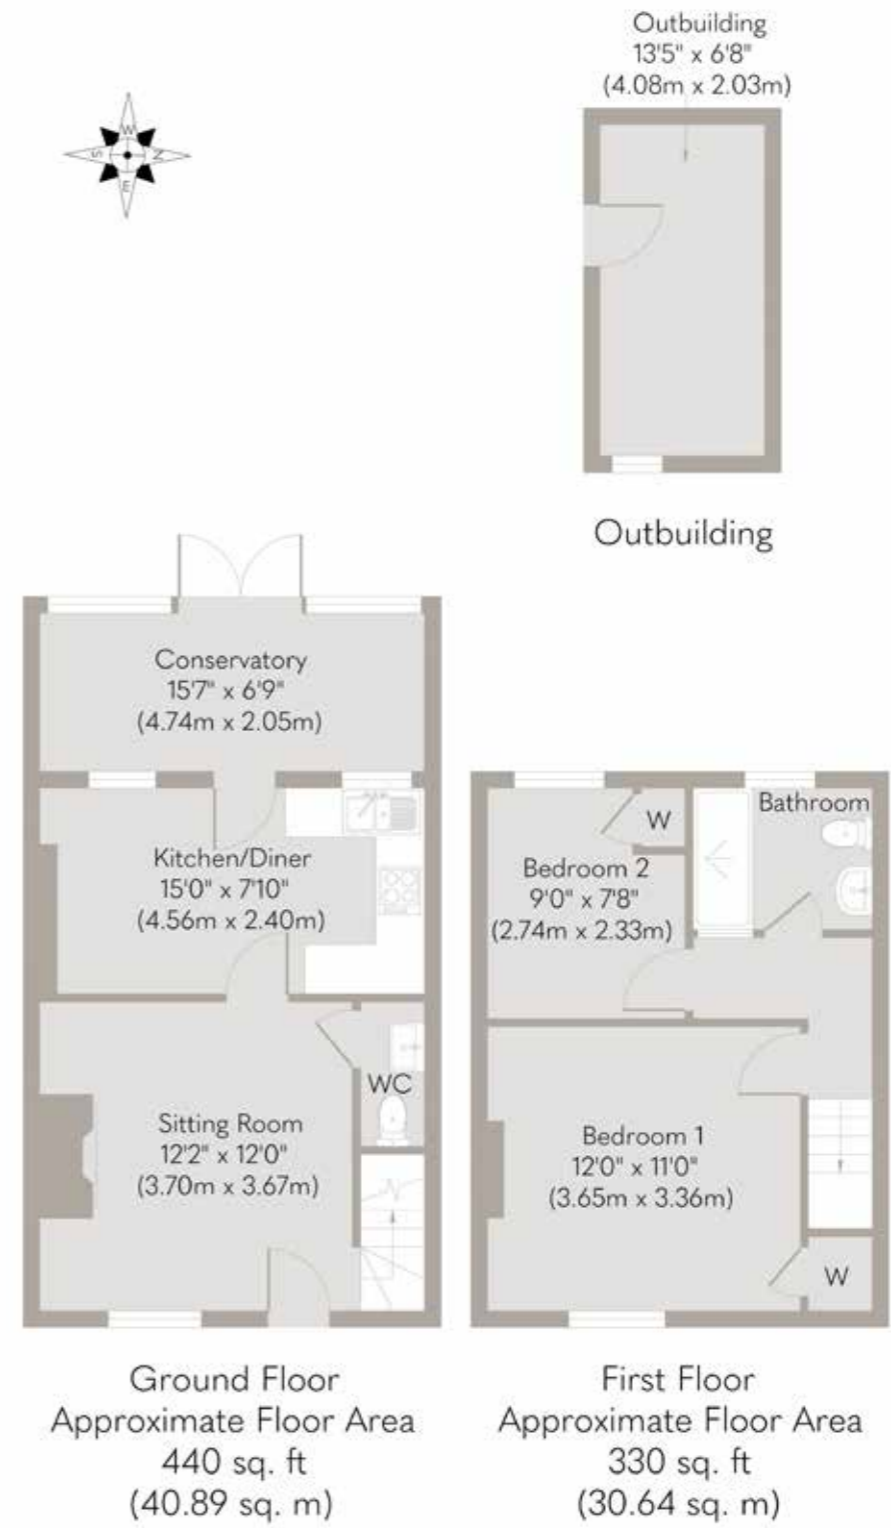 Outbuilding
13'5" x 6'8"
(4.08m x 2.03m)
W
S
N
E
Outbuilding
Conservatory
15'7" x 6'9"
(4.74m x 2.05m)
Kitchen/Diner
15'0" x 7'10"
(4.56m x 2.40m)
WC
Sitting Room
12'2" x 12'0"
(3.70m x 3.67m)
Bathroom
W
Bedroom 2
9'0" x 7'8"
(2.74m x 2.33m)
Bedroom 1
12'0" x 11'0"
(3.65m x 3.36m)
W
Ground Floor
Approximate Floor Area
440 sq. ft
(40.89 sq. m)
First Floor
Approximate Floor Area
330 sq. ft
(30.64 sq. m)